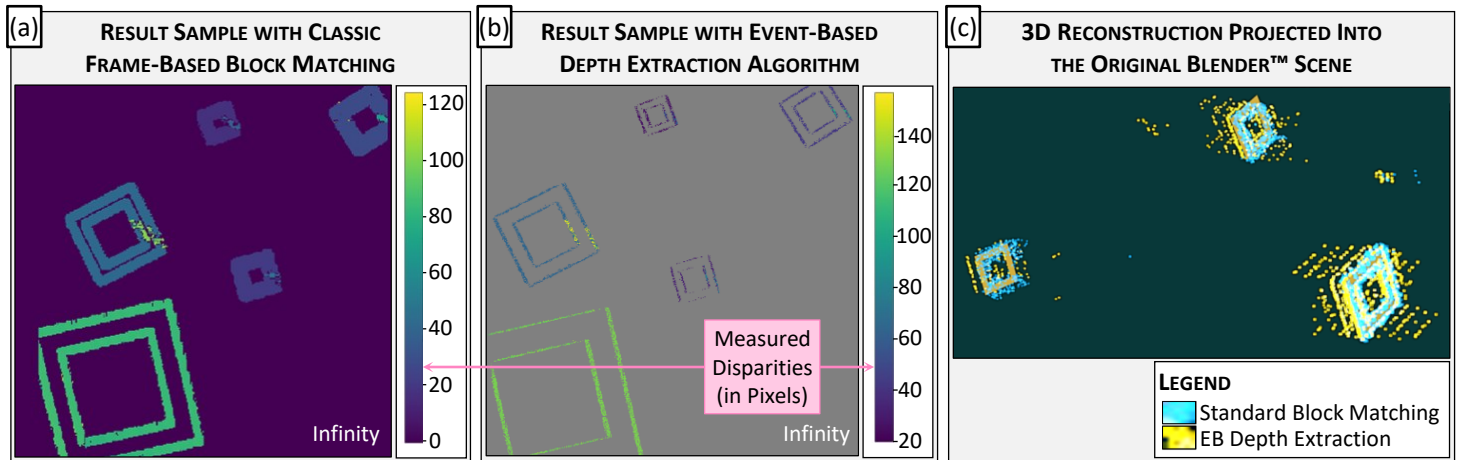 (a)
RESULT SAMPLE WITH CLASSIC
FRAME-BASED BLOCK MATCHING
120
100
80
60
40
20
0
Infinity
(b)
RESULT SAMPLE WITH EVENT-BASED
DEPTH EXTRACTION ALGORITHM
140
120
100
80
60
40
20
Measured
Disparities
(in Pixels)
Infinity
(c)
3D RECONSTRUCTION PROJECTED INTO
THE ORIGINAL BLENDER™ SCENE
LEGEND
Standard Block Matching
EB Depth Extraction